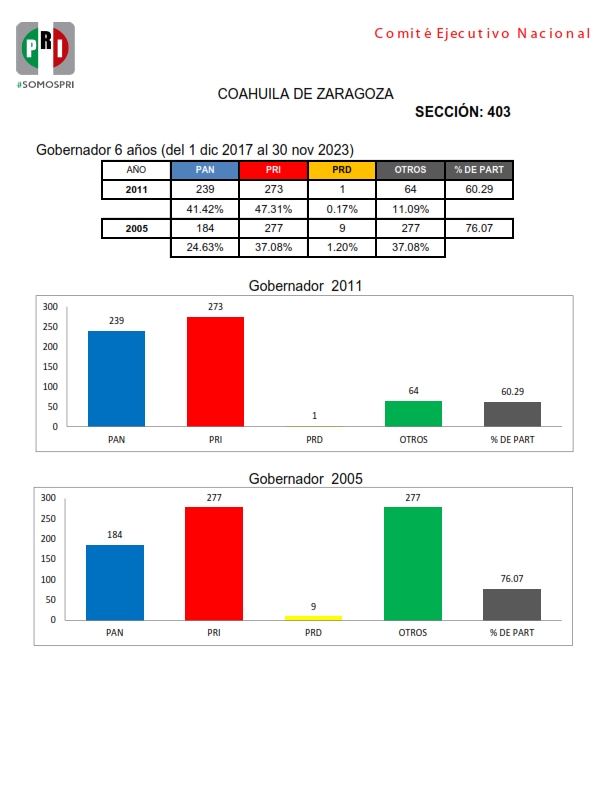 Comité Ejecutivo Nacional
PRI
#SOMOSPRI
COAHUILA DE ZARAGOZA
SECCIÓN: 403
Gobernador 6 años (del 1 dic 2017 al 30 nov 2023)
AÑO PAN PRI PRD OTROS % DE PART
2011 239 273 1 64 60.29
41.42% 47.31% 0.17% 11.09%
2005 184 277 9 277 76.07
24.63% 37.08% 1.20% 37.08%
Gobernador 2011
300
250
200
150
100
50
0
239
273
1
64
60.29
PAN PRI PRD OTROS % DE PART
Gobernador 2005
300
250
200
150
100
50
0
184
277
9
277
76.07
PAN PRI PRD OTROS % DE PART